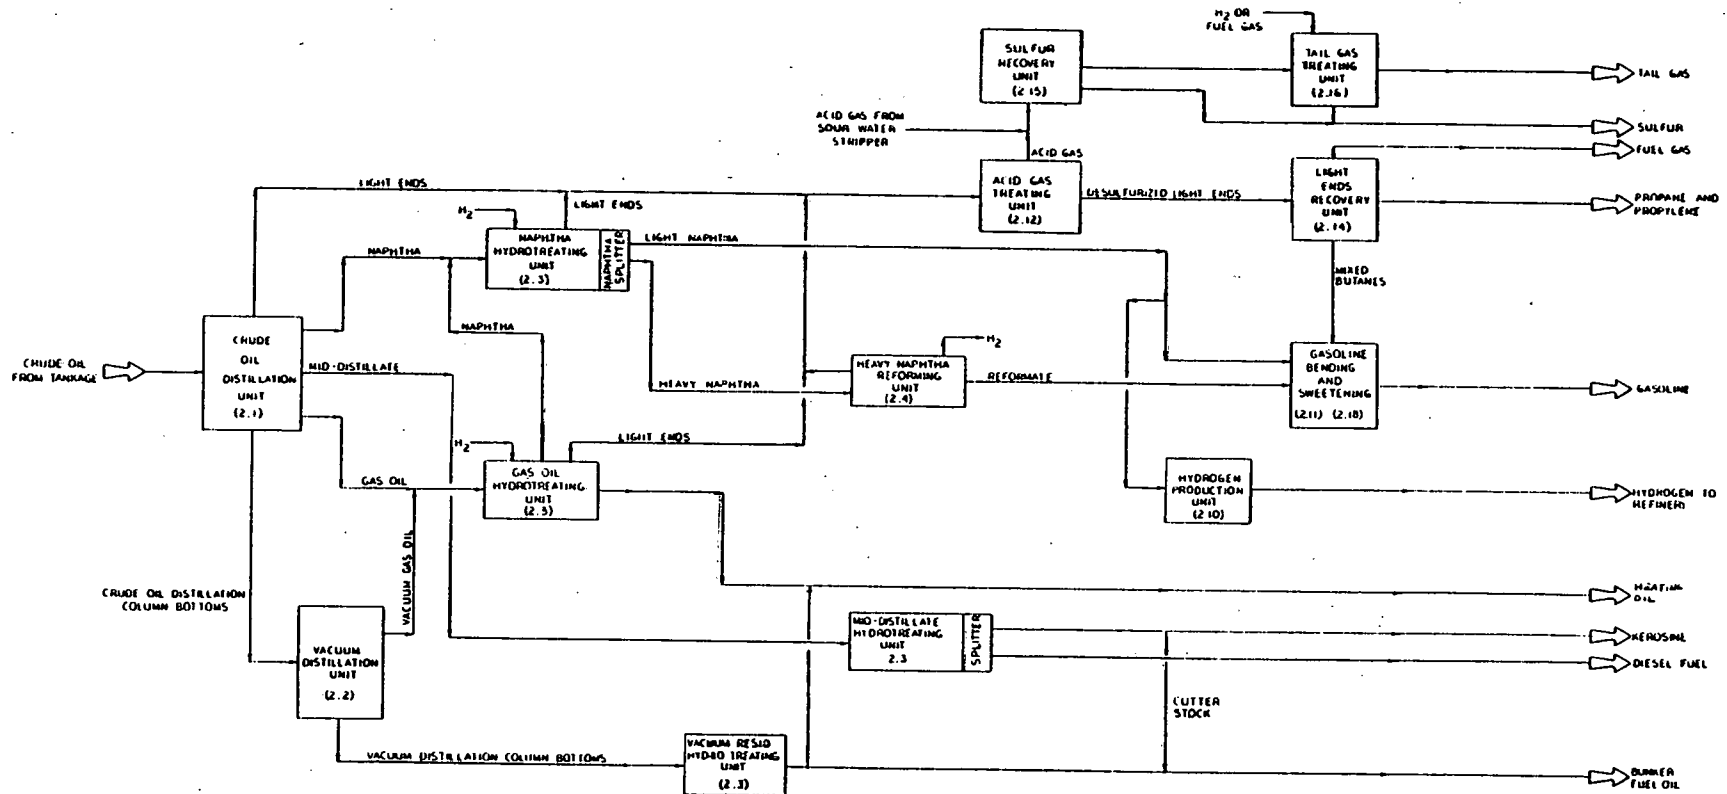 H2 OR
FUEL GAS
SULFUR
RECOVERY
UNIT
(2.15)
TAIL GAS
TREATING
UNIT
(2.16)
TAIL GAS
ACID GAS FROM
SOUR WATER
STRIPPER
SULFUR
FUEL GAS
ACID GAS
LIGHT ENDS
ACID GAS
TREATING
UNIT
(2.12)
DESULFURIZED LIGHT ENDS
LIGHT
ENDS
RECOVERY
UNIT
(2.14)
PROPANE AND
PROPYLENE
LIGHT ENDS
H2
NAPHTHA
NAPHTHA
HYDROTREATING
UNIT
(2.3)
NAPHTHA
SPLITTER
LIGHT NAPHTHA
MIXED
BUTANES
NAPHTHA
CRUDE
OIL
DISTILLATION
UNIT
(2.1)
CRUDE OIL
FROM TANKAGE
MID-DISTILLATE
H2
HEAVY NAPHTHA
HEAVY NAPHTHA
REFORMING
UNIT
(2.4)
REFORMATE
GASOLINE
BENDING
AND
SWEETENING
(2.11) (2.18)
GASOLINE
H2
LIGHT ENDS
GAS OIL
GAS OIL
HYDROTREATING
UNIT
(2.3)
HYDROGEN
PRODUCTION
UNIT
(2.10)
HYDROGEN TO
REFINERY
VACUUM GAS OIL
CRUDE OIL DISTILLATION
COLUMN BOTTOMS
HEATING
OIL
VACUUM
DISTILLATION
UNIT
(2.2)
MID-DISTILLATE
HYDROTREATING
UNIT
2.3
SPLITTER
KEROSINE
DIESEL FUEL
CUTTER
STOCK
VACUUM DISTILLATION COLUMN BOTTOMS
VACUUM RESID
HYDRO TREATING
UNIT
(2.3)
BUNKER
FUEL OIL